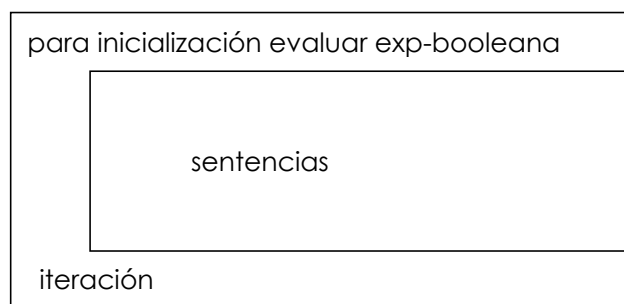 para inicialización evaluar exp-booleana
sentencias
iteración